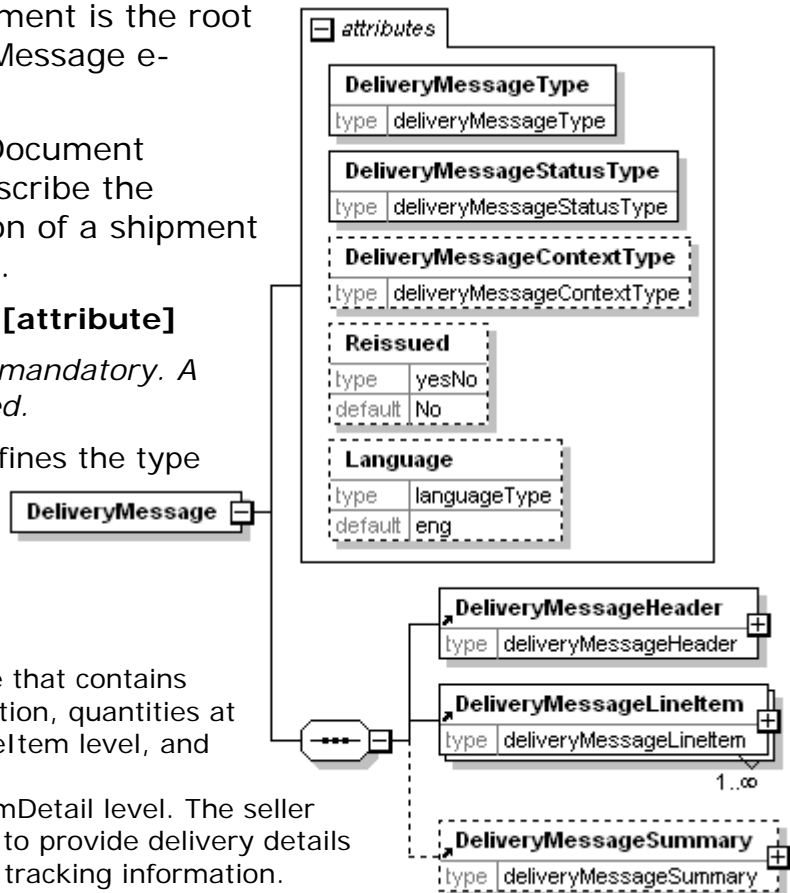 ment is the root
Message e-
Document
scribe the
on of a shipment
.
[attribute]
mandatory. A
ed.
fines the type
e that contains
tion, quantities at
eItem level, and
mDetail level. The seller
to provide delivery details
tracking information.
DeliveryMessage
attributes
DeliveryMessageType
type deliveryMessageType
DeliveryMessageStatusType
type deliveryMessageStatusType
DeliveryMessageContextType
type deliveryMessageContextType
Reissued
type yesNo
default No
Language
type languageType
default eng
DeliveryMessageHeader
type deliveryMessageHeader
DeliveryMessageLineItem
type deliveryMessageLineItem
1..∞
DeliveryMessageSummary
type deliveryMessageSummary